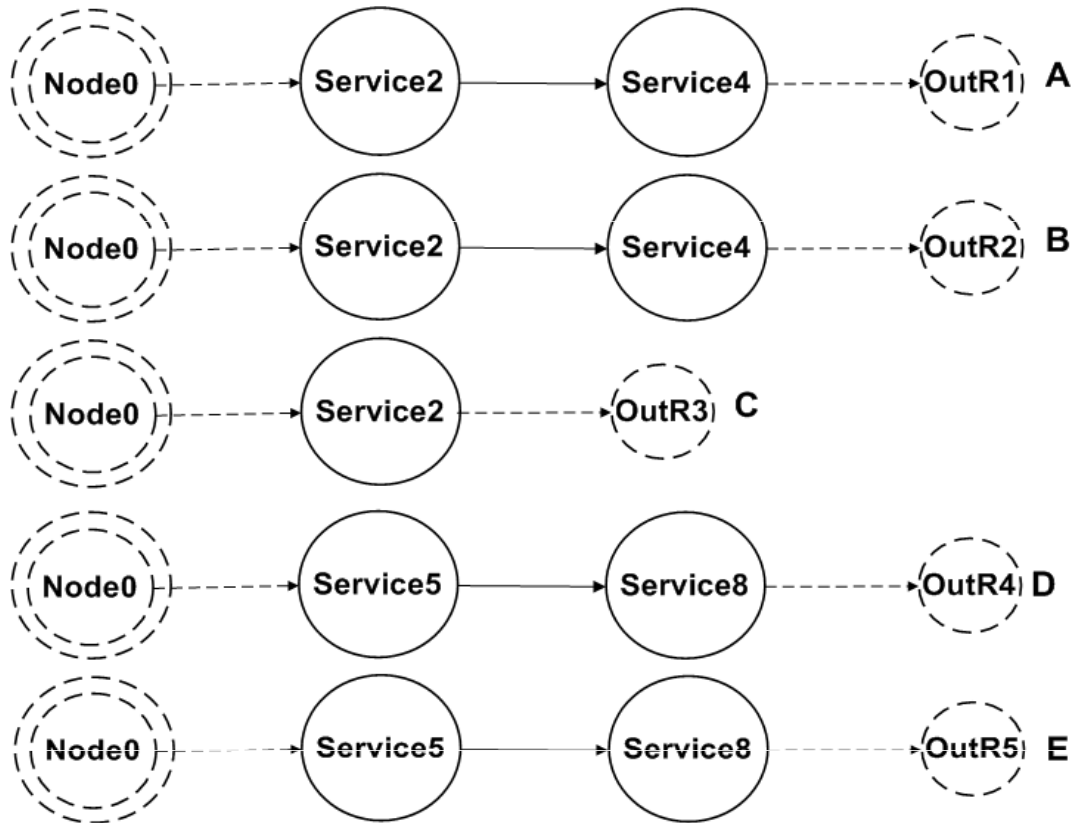 Node0 Service2 Service4 OutR1 A
Node0 Service2 Service4 OutR2 B
Node0 Service2 OutR3 C
Node0 Service5 Service8 OutR4 D
Node0 Service5 Service8 OutR5 E